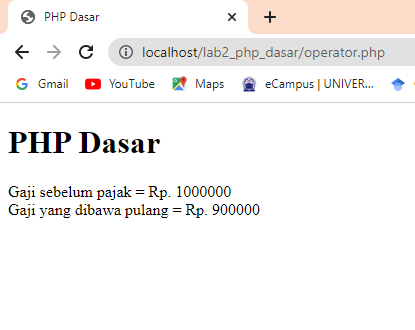 PHP Dasar
localhost/lab2_php_dasar/operator.php
Gmail YouTube Maps eCampus | UNIVER...
PHP Dasar
Gaji sebelum pajak = Rp. 1000000
Gaji yang dibawa pulang = Rp. 900000